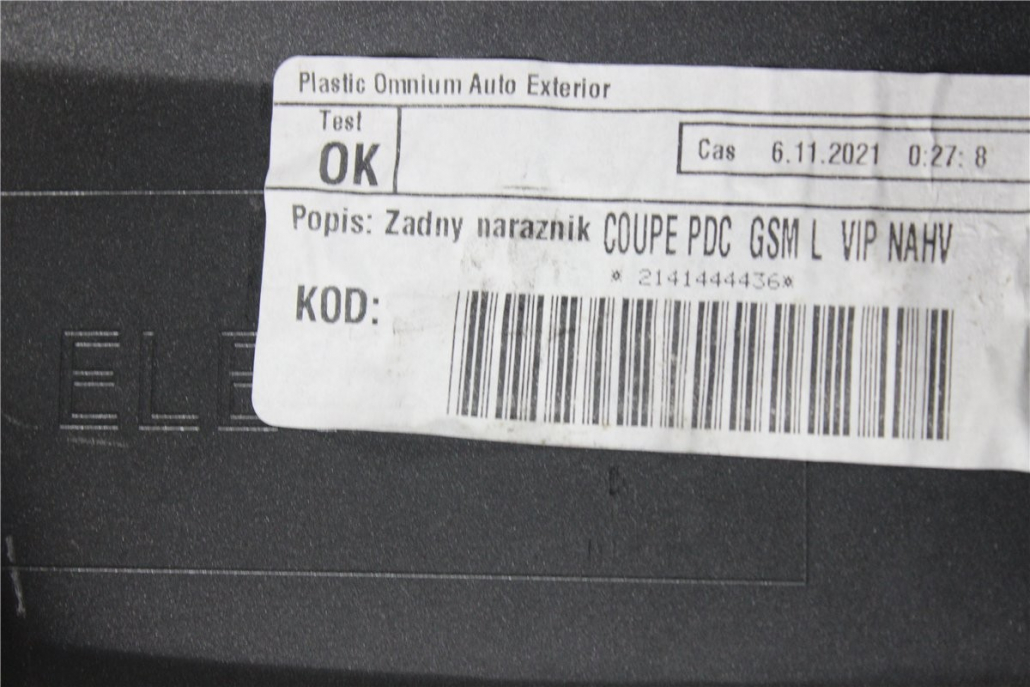 Plastic Omnium Auto Exterior
Test
OK
Cas 6.11.2021 0:27: 8
Popis: Zadny naraznik COUPE PDC GSM L VIP NAHV
* 2141444436*
KOD:
ELE